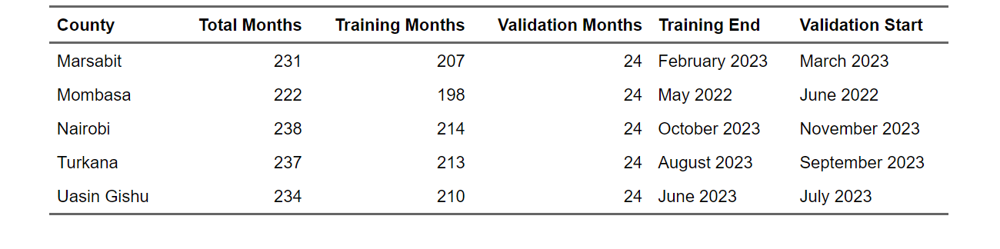 County Total Months Training Months Validation Months Training End Validation Start
Marsabit 231 207 24 February 2023 March 2023
Mombasa 222 198 24 May 2022 June 2022
Nairobi 238 214 24 October 2023 November 2023
Turkana 237 213 24 August 2023 September 2023
Uasin Gishu 234 210 24 June 2023 July 2023